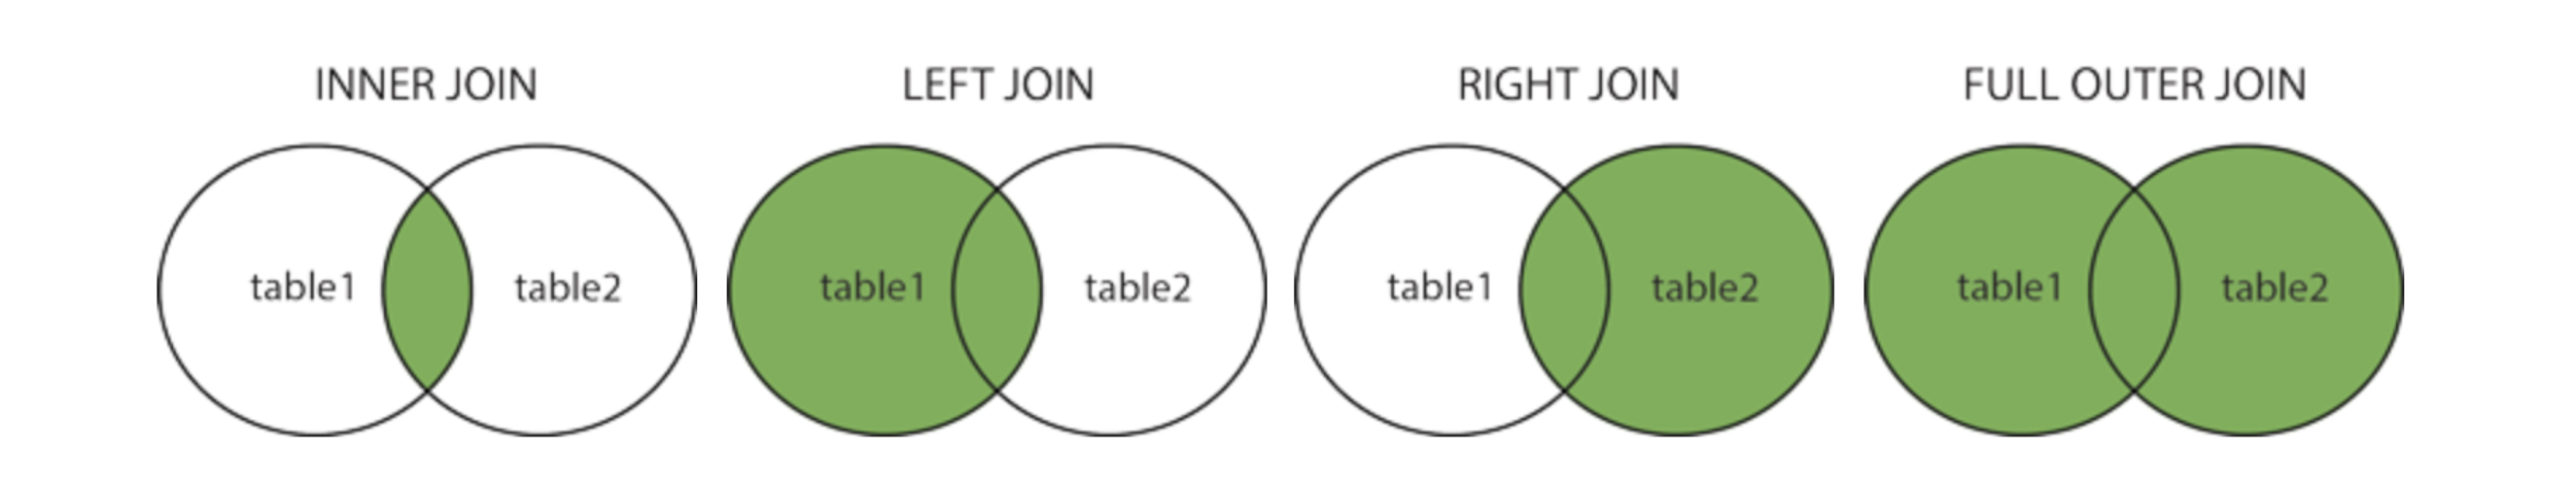 INNER JOIN
table1 table2
LEFT JOIN
table1 table2
RIGHT JOIN
table1 table2
FULL OUTER JOIN
table1 table2